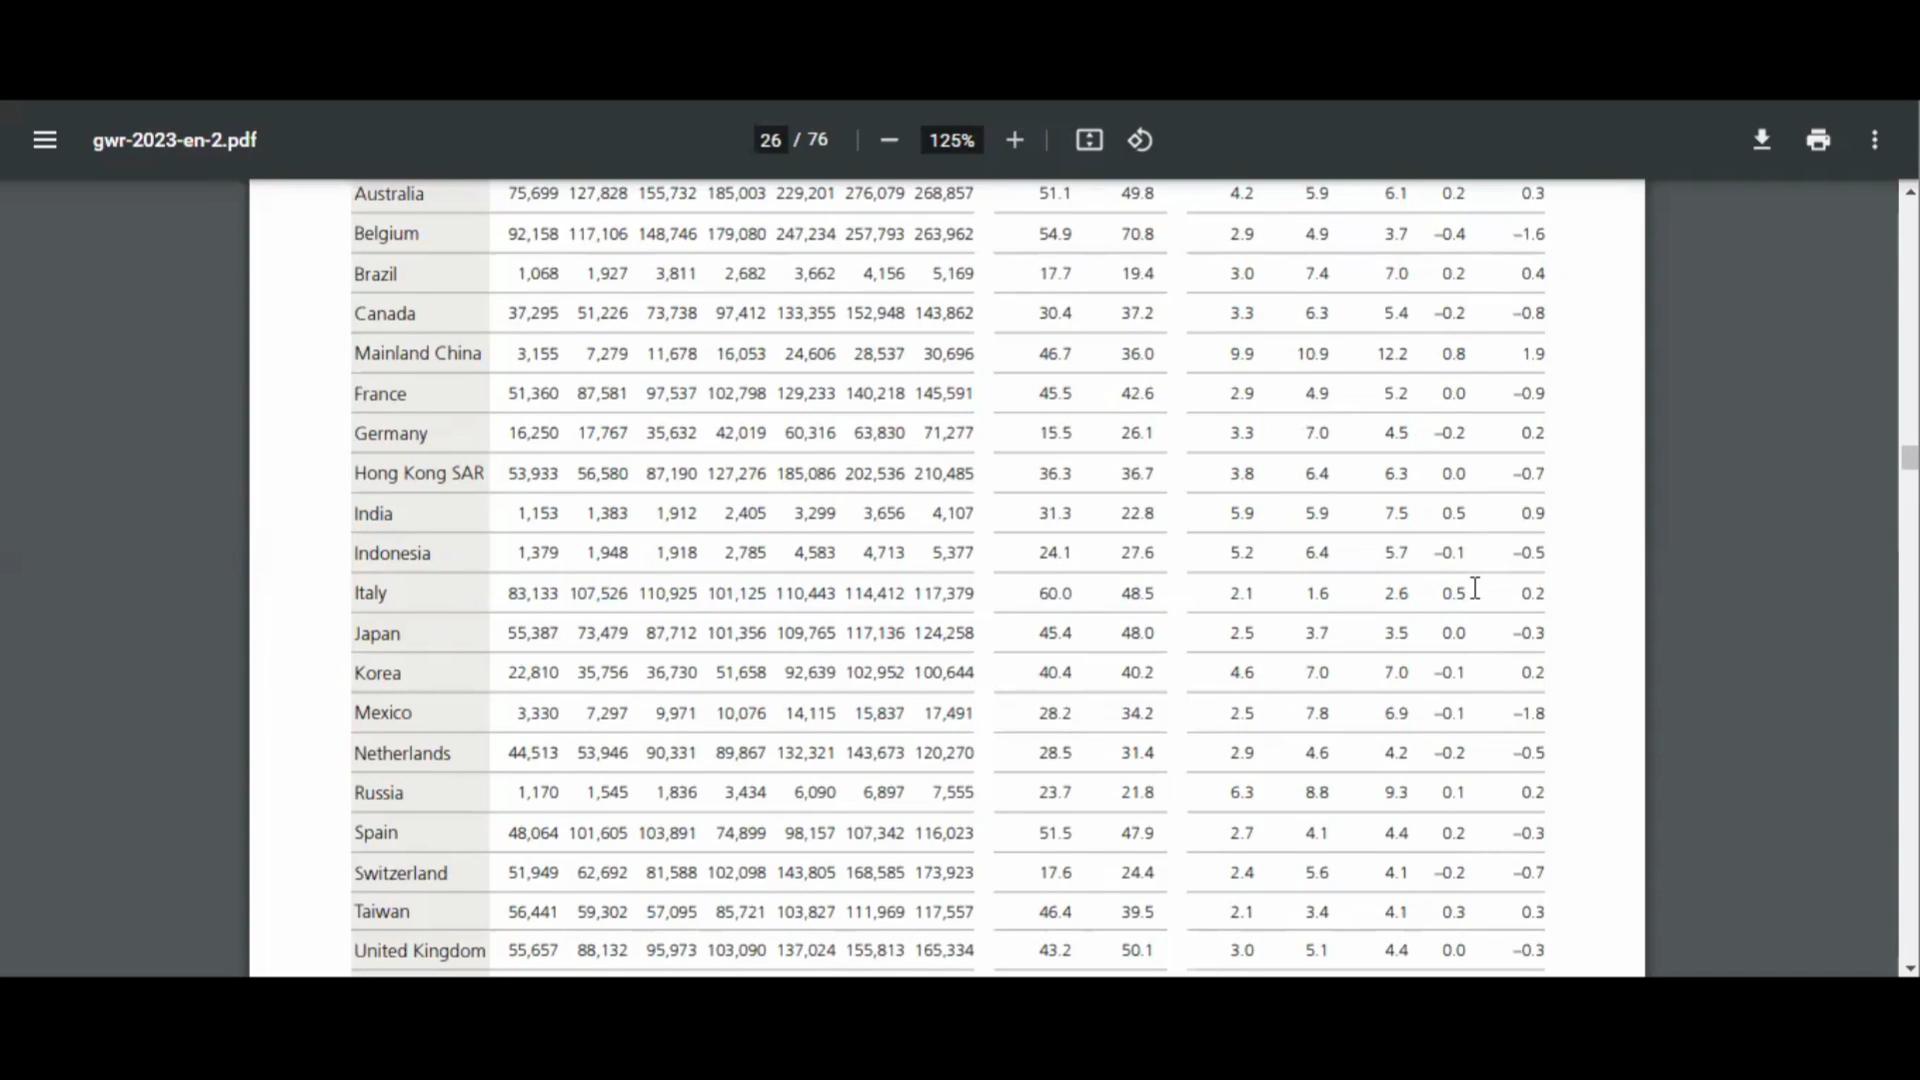 gwr-2023-en-2.pdf 26 / 76 125%
Australia 75,699 127,828 155,732 185,003 229,201 276,079 268,857 51.1 49.8 4.2 5.9 6.1 0.2 0.3
Belgium 92,158 117,106 148,746 179,080 247,234 257,793 263,962 54.9 70.8 2.9 4.9 3.7 –0.4 –1.6
Brazil 1,068 1,927 3,811 2,682 3,662 4,156 5,169 17.7 19.4 3.0 7.4 7.0 0.2 0.4
Canada 37,295 51,226 73,738 97,412 133,355 152,948 143,862 30.4 37.2 3.3 6.3 5.4 –0.2 –0.8
Mainland China 3,155 7,279 11,678 16,053 24,606 28,537 30,696 46.7 36.0 9.9 10.9 12.2 0.8 1.9
France 51,360 87,581 97,537 102,798 129,233 140,218 145,591 45.5 42.6 2.9 4.9 5.2 0.0 –0.9
Germany 16,250 17,767 35,632 42,019 60,316 63,830 71,277 15.5 26.1 3.3 7.0 4.5 –0.2 0.2
Hong Kong SAR 53,933 56,580 87,190 127,276 185,086 202,536 210,485 36.3 36.7 3.8 6.4 6.3 0.0 –0.7
India 1,153 1,383 1,912 2,405 3,299 3,656 4,107 31.3 22.8 5.9 5.9 7.5 0.5 0.9
Indonesia 1,379 1,948 1,918 2,785 4,583 4,713 5,377 24.1 27.6 5.2 6.4 5.7 –0.1 –0.5
Italy 83,133 107,526 110,925 101,125 110,443 114,412 117,379 60.0 48.5 2.1 1.6 2.6 0.5 0.2
Japan 55,387 73,479 87,712 101,356 109,765 117,136 124,258 45.4 48.0 2.5 3.7 3.5 0.0 –0.3
Korea 22,810 35,756 36,730 51,658 92,639 102,952 100,644 40.4 40.2 4.6 7.0 7.0 –0.1 0.2
Mexico 3,330 7,297 9,971 10,076 14,115 15,837 17,491 28.2 34.2 2.5 7.8 6.9 –0.1 –1.8
Netherlands 44,513 53,946 90,331 89,867 132,321 143,673 120,270 28.5 31.4 2.9 4.6 4.2 –0.2 –0.5
Russia 1,170 1,545 1,836 3,434 6,090 6,897 7,555 23.7 21.8 6.3 8.8 9.3 0.1 0.2
Spain 48,064 101,605 103,891 74,899 98,157 107,342 116,023 51.5 47.9 2.7 4.1 4.4 0.2 –0.3
Switzerland 51,949 62,692 81,588 102,098 143,805 168,585 173,923 17.6 24.4 2.4 5.6 4.1 –0.2 –0.7
Taiwan 56,441 59,302 57,095 85,721 103,827 111,969 117,557 46.4 39.5 2.1 3.4 4.1 0.3 0.3
United Kingdom 55,657 88,132 95,973 103,090 137,024 155,813 165,334 43.2 50.1 3.0 5.1 4.4 0.0 –0.3